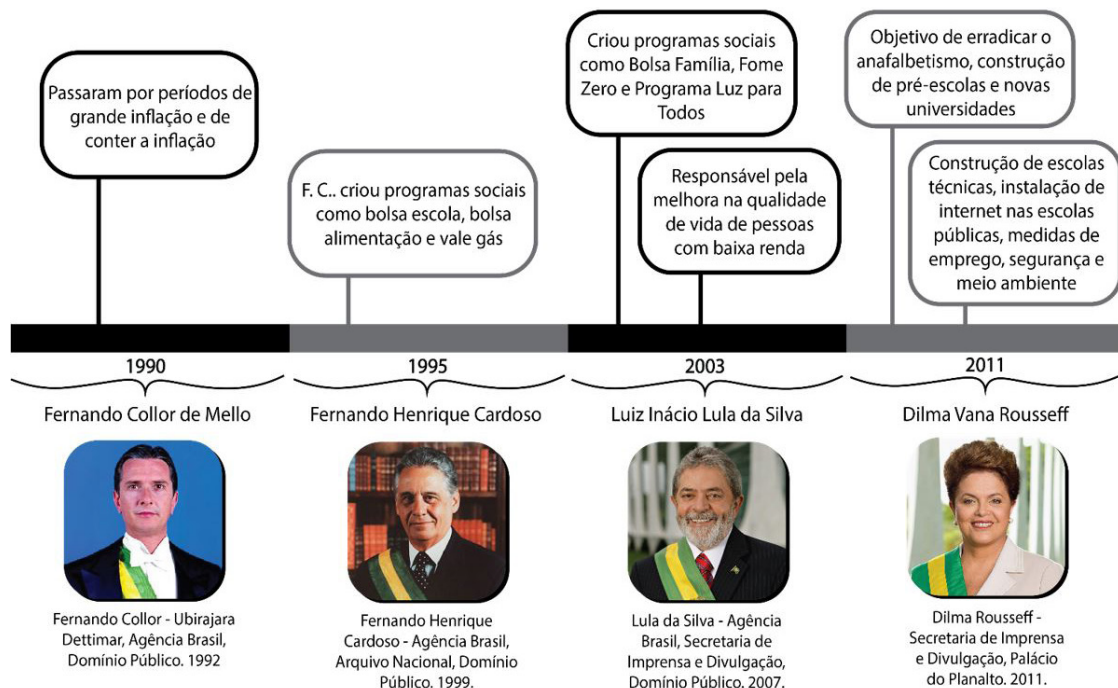 Passaram por períodos de
grande inflação e de
conter a inflação
F. C.. criou programas sociais
como bolsa escola, bolsa
alimentação e vale gás
Criou programas sociais
como Bolsa Família, Fome
Zero e Programa Luz para
Todos
Responsável pela
melhora na qualidade
de vida de pessoas
com baixa renda
Objetivo de erradicar o
anafalbetismo, construção
de pré-escolas e novas
universidades
Construção de escolas
técnicas, instalação de
internet nas escolas
públicas, medidas de
emprego, segurança e
meio ambiente
1990
1995
2003
2011
Fernando Collor de Mello
Fernando Henrique Cardoso
Luiz Inácio Lula da Silva
Dilma Vana Rousseff
Fernando Collor - Ubirajara
Dettimar, Agência Brasil,
Domínio Público. 1992
Fernando Henrique
Cardoso - Agência Brasil,
Arquivo Nacional, Domínio
Público. 1999.
Lula da Silva - Agência
Brasil, Secretaria de
Imprensa e Divulgação,
Domínio Público. 2007.
Dilma Rousseff -
Secretaria de Imprensa
e Divulgação, Palácio
do Planalto. 2011.